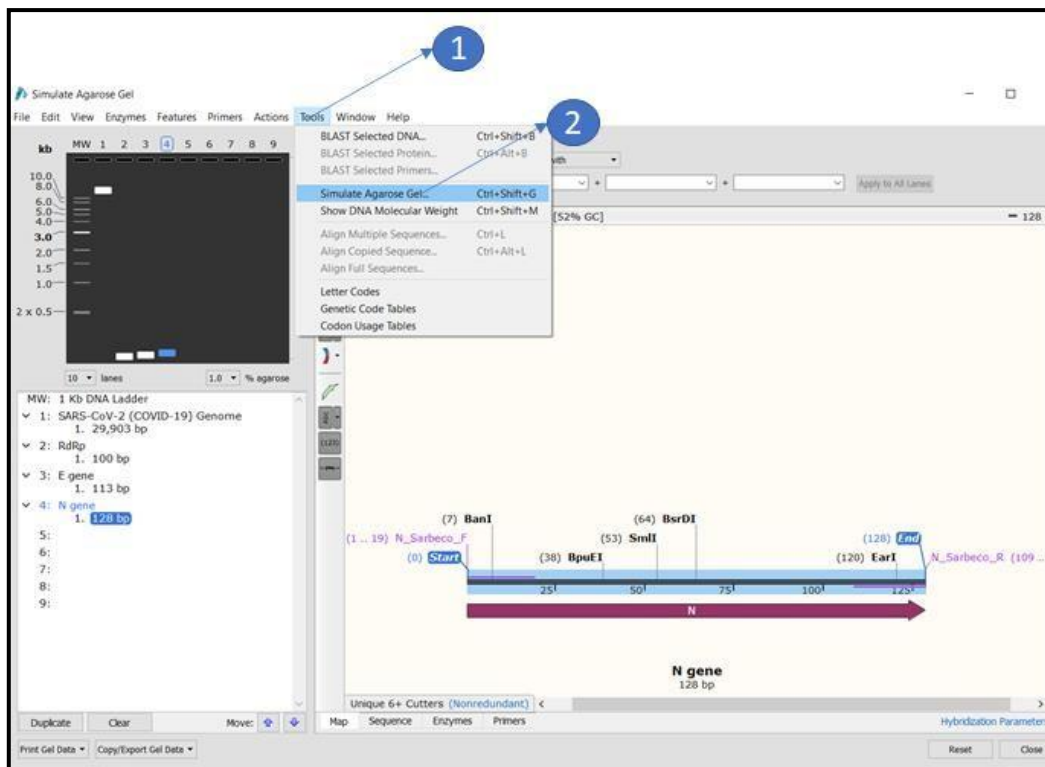 1
Simulate Agarose Gel
File Edit View Enzymes Features Primers Actions Tools Window Help
2
BLAST Selected DNA... Ctrl+Shift+B
BLAST Selected Protein... Ctrl+Alt+B
BLAST Selected Primers...
Simulate Agarose Gel... Ctrl+Shift+G
Show DNA Molecular Weight Ctrl+Shift+M
Align Multiple Sequences... Ctrl+L
Align Copied Sequence... Ctrl+Alt+L
Align Full Sequences...
Letter Codes
Genetic Code Tables
Codon Usage Tables
kb MW 1 2 3 4 5 6 7 8 9
10.0
8.0
6.0
5.0
4.0
3.0
2.0
1.5
1.0
2 x 0.5
with
+ + Apply to All Lanes
[52% GC] 128
10 lanes 1.0 % agarose
MW: 1 Kb DNA Ladder
1: SARS-CoV-2 (COVID-19) Genome
1. 29,903 bp
2: RdRp
1. 100 bp
3: E gene
1. 113 bp
4: N gene
1. 128 bp
5:
6:
7:
8:
9:
(7) BanI (64) BsrDI
(1 .. 19) N_Sarbeco_F (53) SmlI (128) End
(0) Start (38) BpuEI (120) EarI N_Sarbeco_R (109 ..
25 50 75 100 125
N
N gene
128 bp
Unique 6+ Cutters (Nonredundant)
Duplicate Clear Move: Map Sequence Enzymes Primers Hybridization Parameter
Print Gel Data Copy/Export Gel Data Reset Close